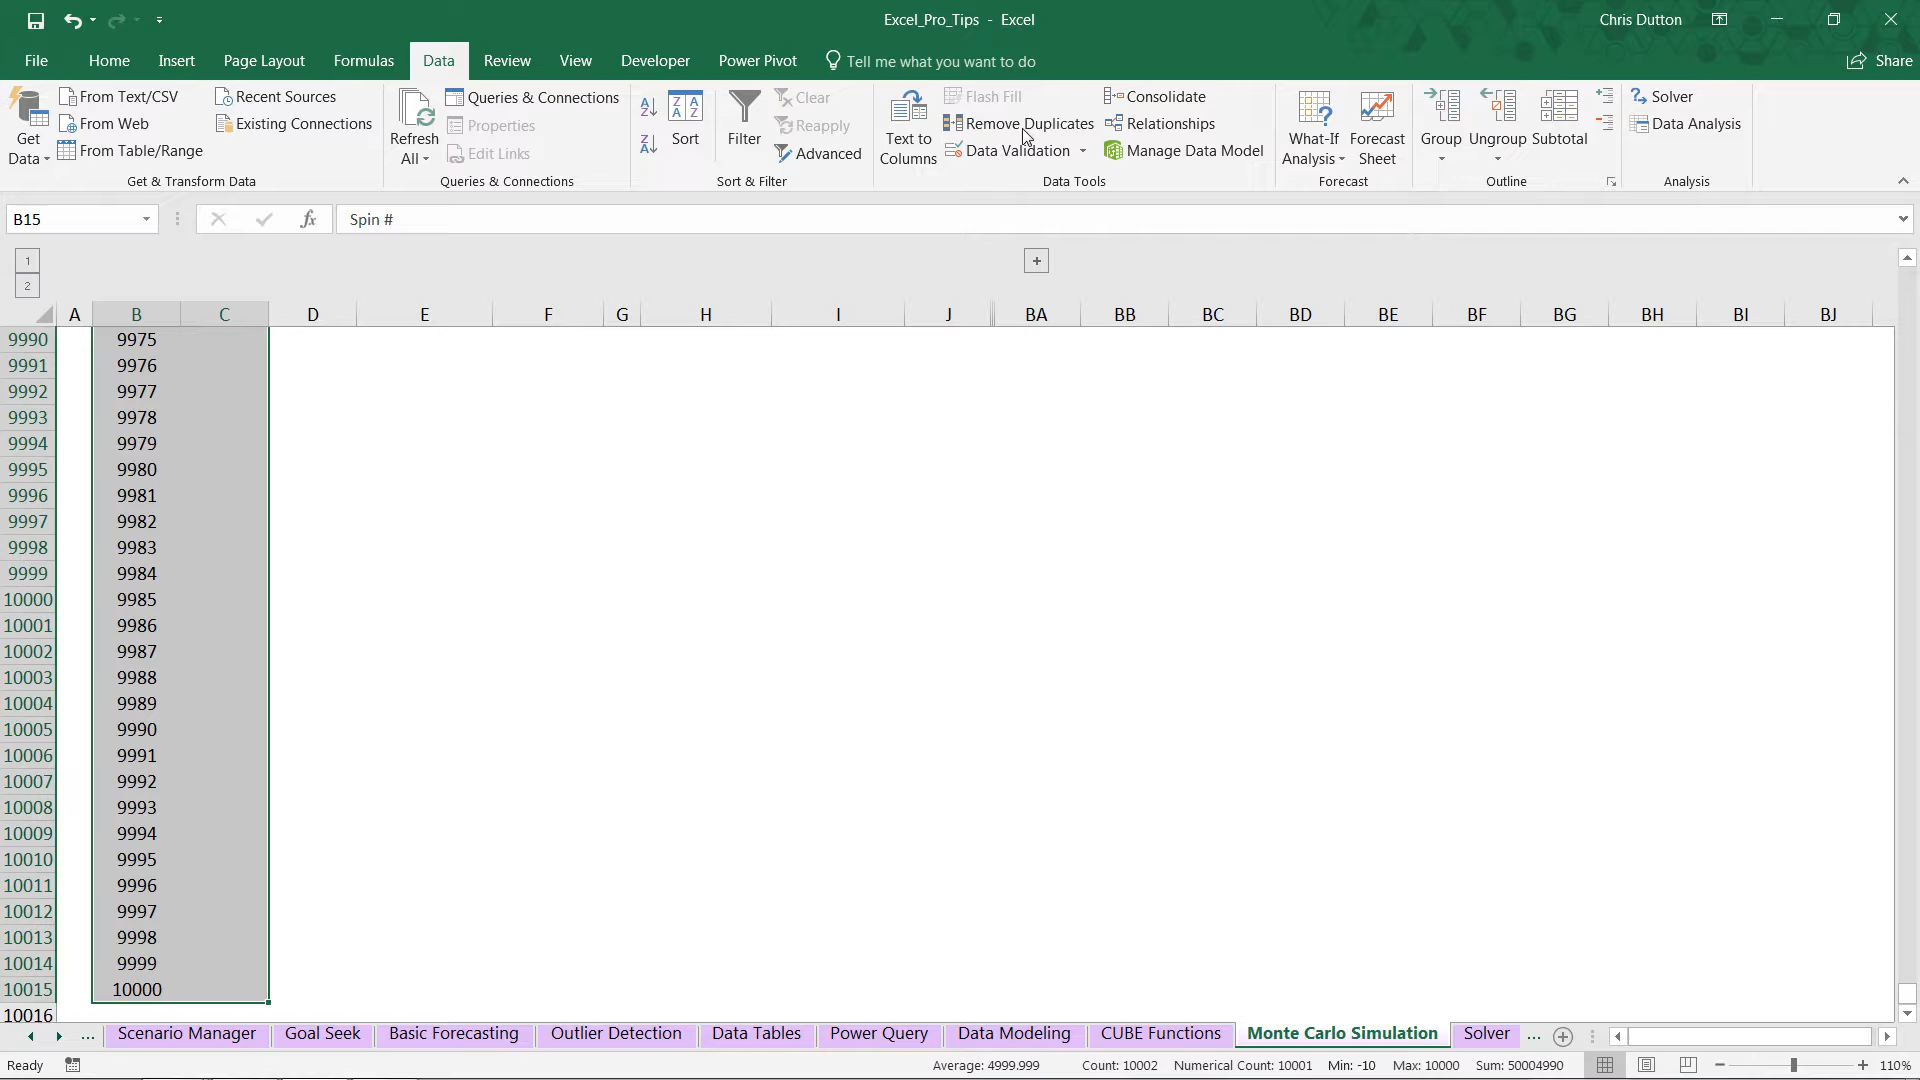 Excel_Pro_Tips - Excel
Chris Dutton
File Home Insert Page Layout Formulas Data Review View Developer Power Pivot Tell me what you want to do Share
Get Data
From Text/CSV
From Web
From Table/Range
Recent Sources
Existing Connections
Get & Transform Data
Refresh All
Queries & Connections
Properties
Edit Links
Queries & Connections
Sort
Filter
Clear
Reapply
Advanced
Sort & Filter
Text to Columns
Flash Fill
Remove Duplicates
Data Validation
Consolidate
Relationships
Manage Data Model
Data Tools
What-If Analysis
Forecast Sheet
Forecast
Group
Ungroup
Subtotal
Outline
Solver
Data Analysis
Analysis
B15 fx Spin #
1
2
+
A B C D E F G H I J BA BB BC BD BE BF BG BH BI BJ
9990 9975
9991 9976
9992 9977
9993 9978
9994 9979
9995 9980
9996 9981
9997 9982
9998 9983
9999 9984
10000 9985
10001 9986
10002 9987
10003 9988
10004 9989
10005 9990
10006 9991
10007 9992
10008 9993
10009 9994
10010 9995
10011 9996
10012 9997
10013 9998
10014 9999
10015 10000
10016
... Scenario Manager Goal Seek Basic Forecasting Outlier Detection Data Tables Power Query Data Modeling CUBE Functions Monte Carlo Simulation Solver ...
Ready Average: 4999.999 Count: 10002 Numerical Count: 10001 Min: -10 Max: 10000 Sum: 50004990 110%